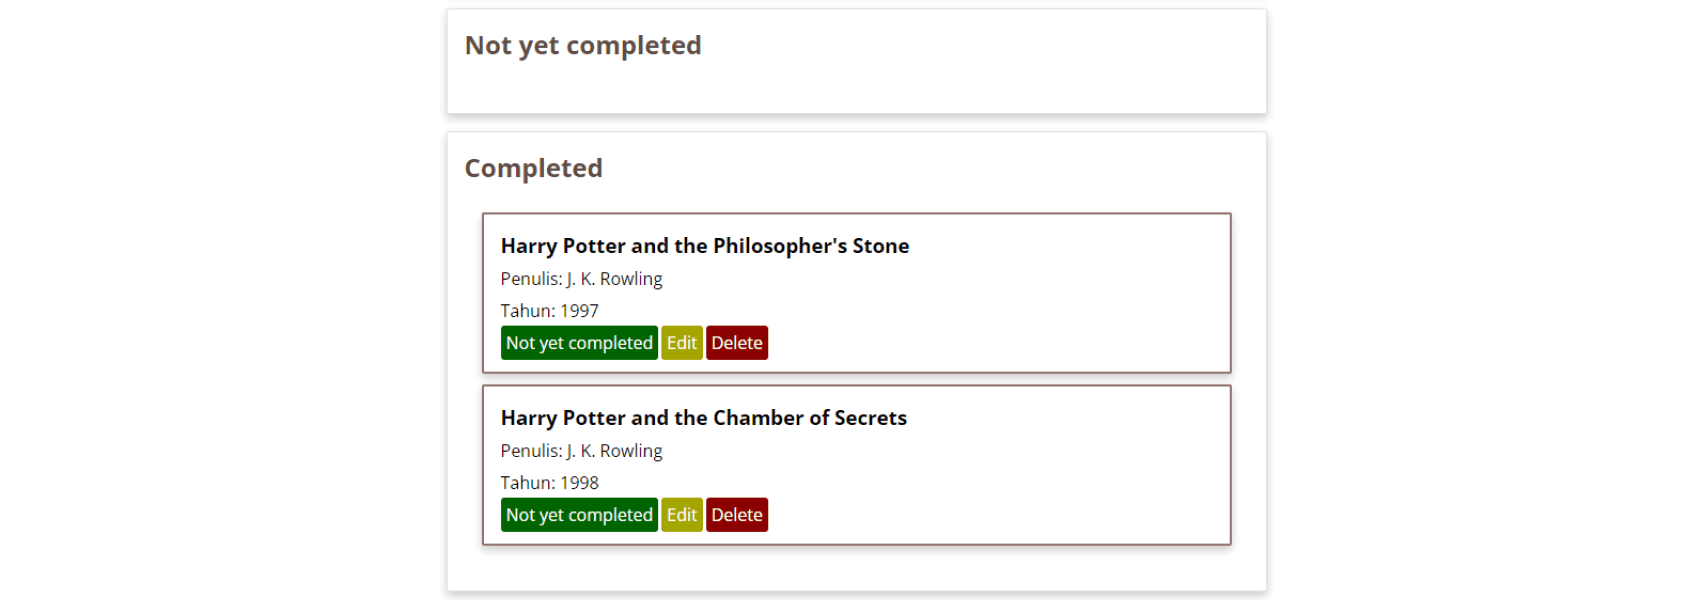 Not yet completed
Completed
Harry Potter and the Philosopher's Stone
Penulis: J. K. Rowling
Tahun: 1997
Not yet completed Edit Delete
Harry Potter and the Chamber of Secrets
Penulis: J. K. Rowling
Tahun: 1998
Not yet completed Edit Delete